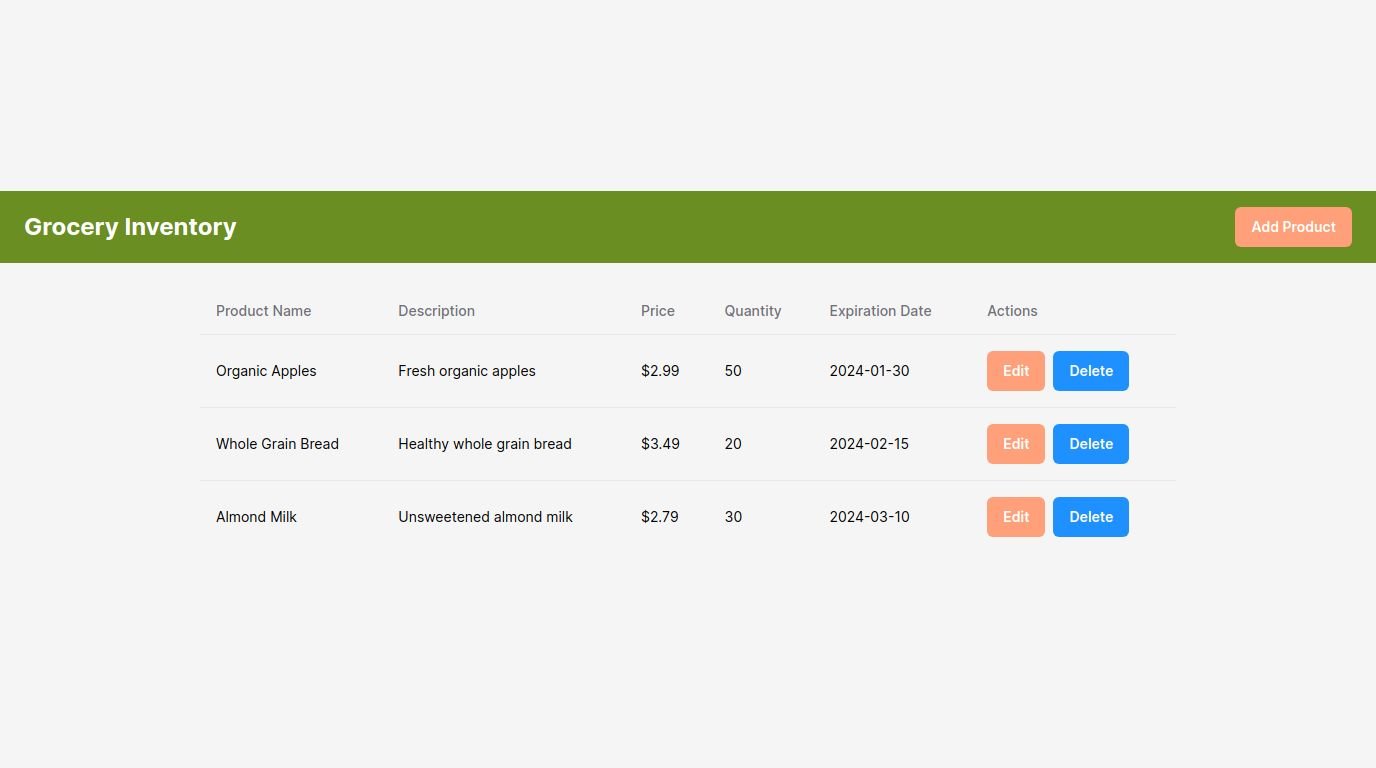 Grocery Inventory Add Product
Product Name Description Price Quantity Expiration Date Actions
Organic Apples Fresh organic apples $2.99 50 2024-01-30 Edit Delete
Whole Grain Bread Healthy whole grain bread $3.49 20 2024-02-15 Edit Delete
Almond Milk Unsweetened almond milk $2.79 30 2024-03-10 Edit Delete